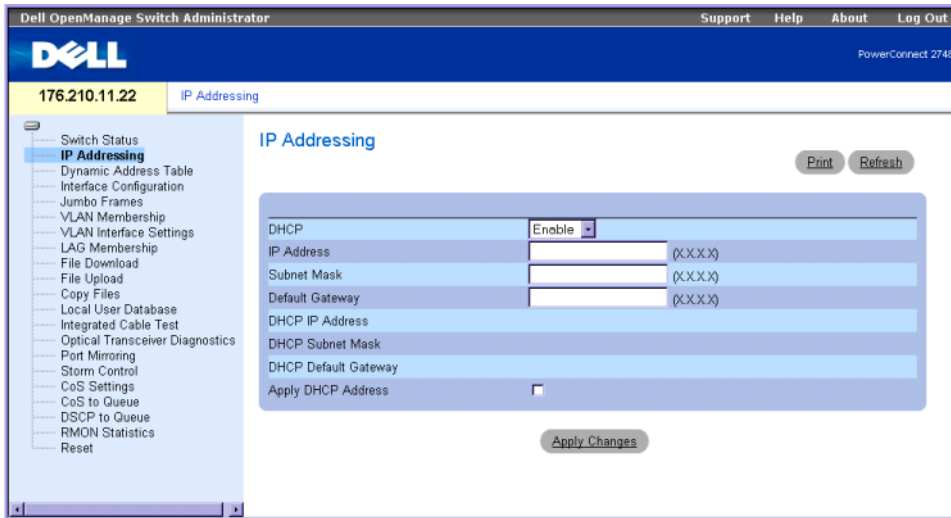 Dell OpenManage Switch Administrator
Support Help About Log Out
DELL
PowerConnect 2748
176.210.11.22
IP Addressing
Switch Status
IP Addressing
Dynamic Address Table
Interface Configuration
Jumbo Frames
VLAN Membership
VLAN Interface Settings
LAG Membership
File Download
File Upload
Copy Files
Local User Database
Integrated Cable Test
Optical Transceiver Diagnostics
Port Mirroring
Storm Control
CoS Settings
CoS to Queue
DSCP to Queue
RMON Statistics
Reset
IP Addressing
Print Refresh
DHCP Enable
IP Address (X.X.X.X)
Subnet Mask (X.X.X.X)
Default Gateway (X.X.X.X)
DHCP IP Address
DHCP Subnet Mask
DHCP Default Gateway
Apply DHCP Address
Apply Changes